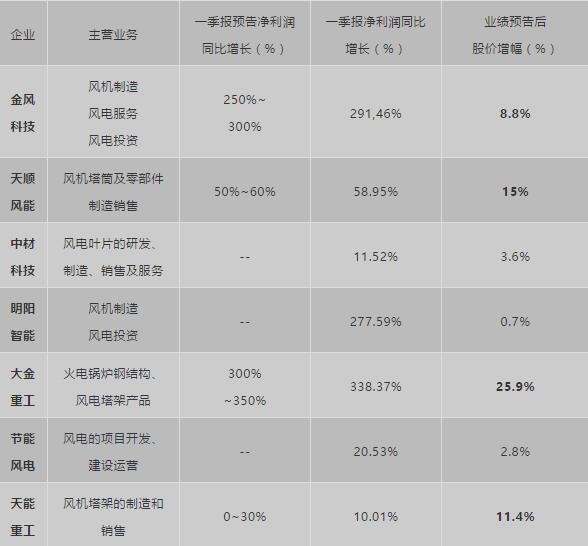 企业
主营业务
一季报预告净利润
同比增长（%）
一季报净利润同比
增长（%）
业绩预告后
股价增幅（%）
金风
科技
风机制造
风电服务
风电投资
250%~
300%
291,46%
8.8%
天顺
风能
风机塔筒及零部件
制造销售
50%~60%
58.95%
15%
中材
科技
风电叶片的研发、
制造、销售及服务
--
11.52%
3.6%
明阳
智能
风机制造
风电投资
--
277.59%
0.7%
大金
重工
火电锅炉钢结构、
风电塔架产品
300%
~350%
338.37%
25.9%
节能
风电
风电的项目开发、
建设运营
--
20.53%
2.8%
天能
重工
风机塔架的制造和
销售
0~30%
10.01%
11.4%